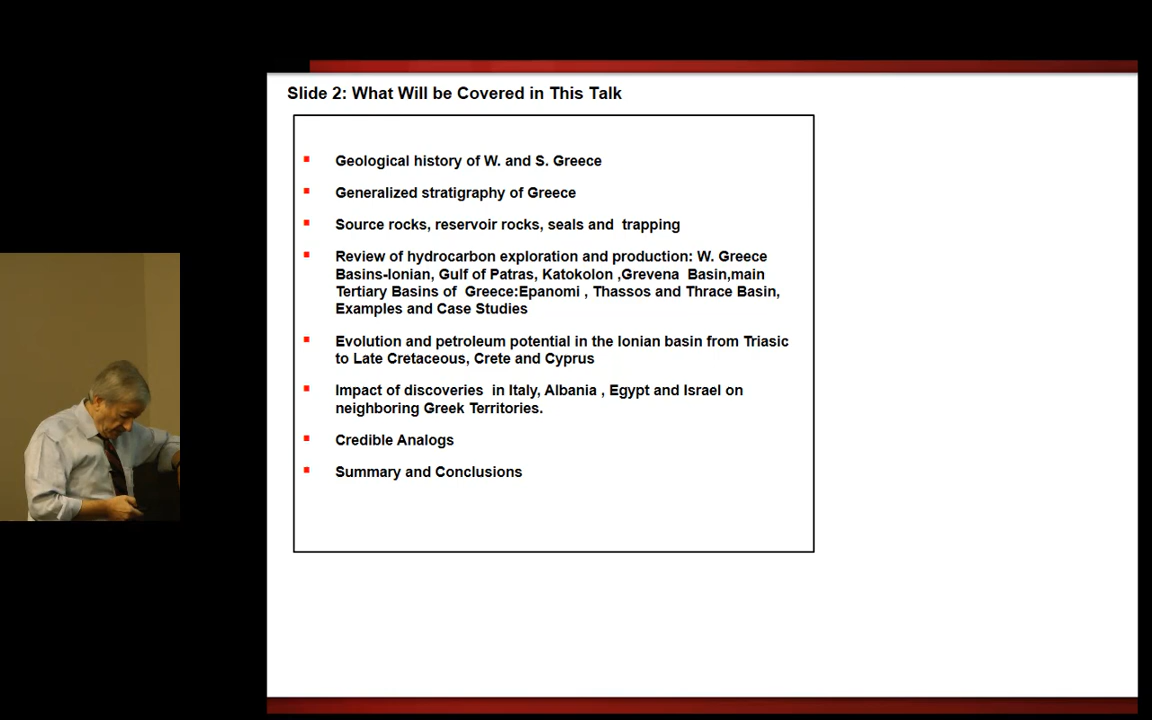 Slide 2: What Will be Covered in This Talk
Geological history of W. and S. Greece
Generalized stratigraphy of Greece
Source rocks, reservoir rocks, seals and  trapping
Review of hydrocarbon exploration and production: W. Greece
Basins-Ionian, Gulf of Patras, Katokolon ,Grevena  Basin,main
Tertiary Basins of  Greece:Epanomi , Thassos and Thrace Basin,
Examples and Case Studies
Evolution and petroleum potential in the Ionian basin from Triasic
to Late Cretaceous, Crete and Cyprus
Impact of discoveries  in Italy, Albania , Egypt and Israel on
neighboring Greek Territories.
Credible Analogs
Summary and Conclusions